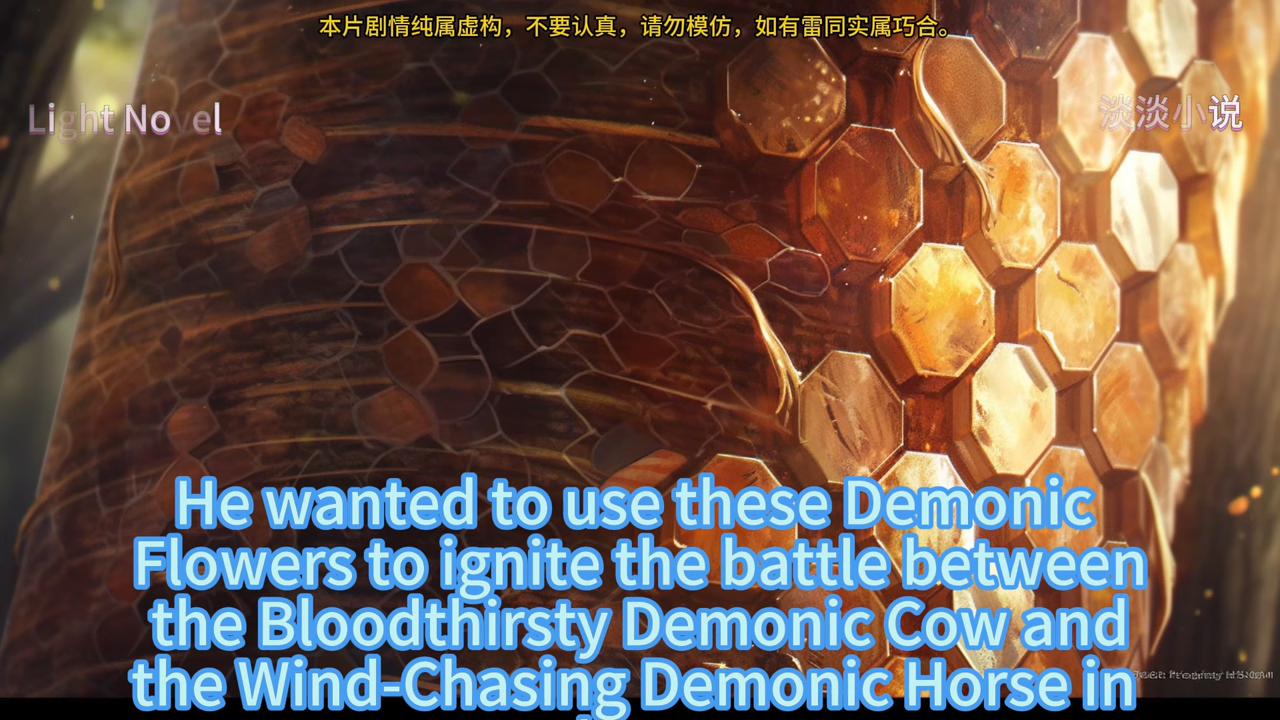 本片剧情纯属虚构，不要认真，请勿模仿，如有雷同实属巧合。
Light Novel
淡淡小说
He wanted to use these Demonic
Flowers to ignite the battle between
the Bloodthirsty Demonic Cow and
the Wind-Chasing Demonic Horse in